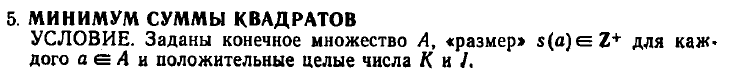 5. МИНИМУМ СУММЫ КВАДРАТОВ
УСЛОВИЕ. Заданы конечное множество A, «размер» s(a)∈Z⁺ для каж-
дого a∈A и положительные целые числа K и J.